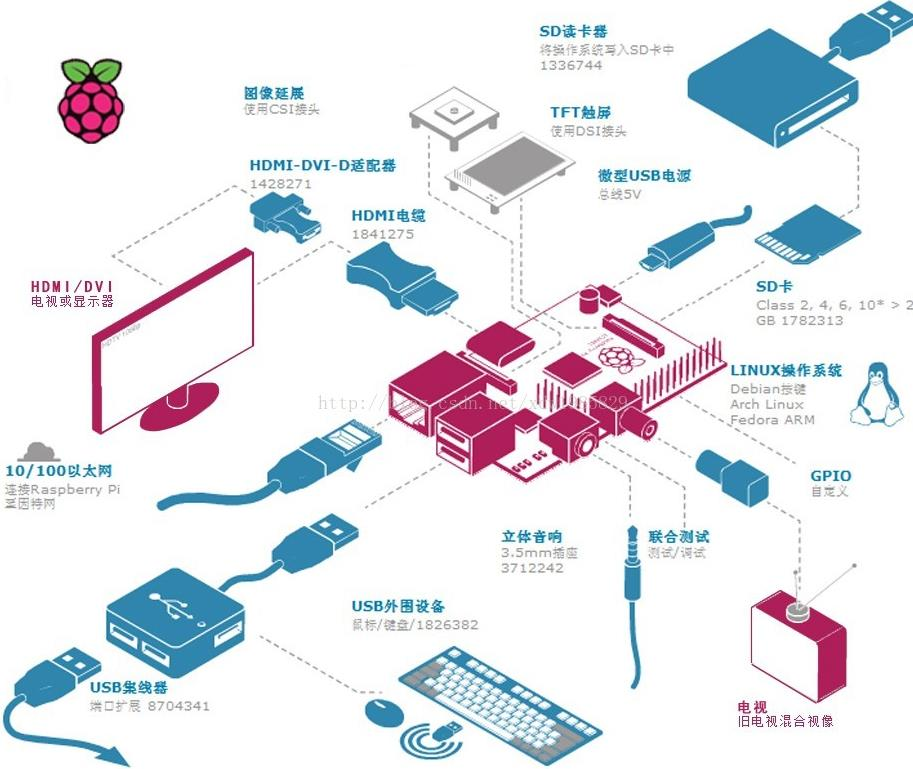 SD读卡器
将操作系统写入SD卡中
1336744
图像延展
使用CSI接头
TFT触屏
使用DSI接头
HDMI-DVI-D适配器
1428271
微型USB电源
总线5V
HDMI电缆
1841275
HDMI/DVI
电视或显示器
SD卡
Class 2, 4, 6, 10* > 2
GB 1782313
LINUX操作系统
Debian按键
Arch Linux
Fedora ARM
10/100以太网
连接Raspberry Pi
至因特网
GPIO
自定义
立体音响
3.5mm插座
3712242
联合测试
测试/调试
USB外围设备
鼠标/键盘/1826382
USB集线器
端口扩展 8704341
电视
旧电视混合视像